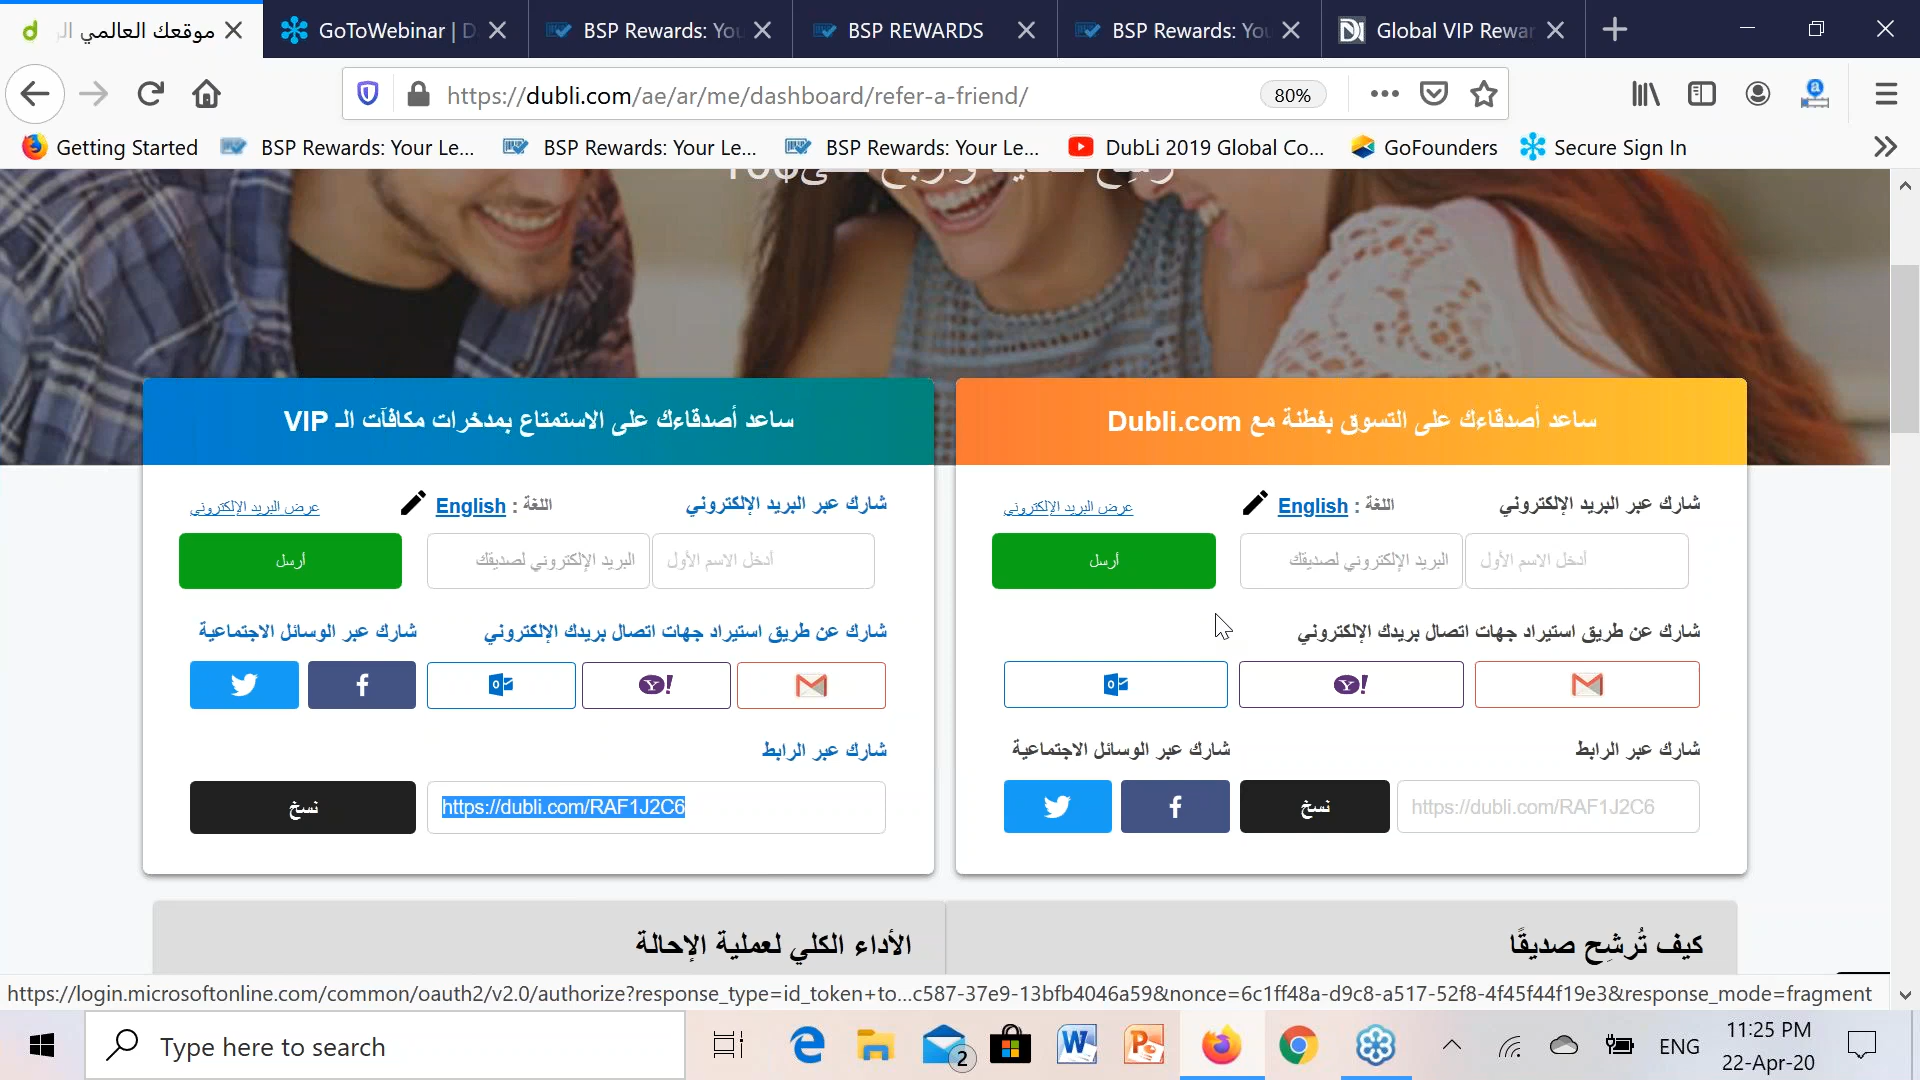 موقعك العالمي
GoToWebinar | D
BSP Rewards: You
BSP REWARDS
BSP Rewards: You
Global VIP Rewar
https://dubli.com/ae/ar/me/dashboard/refer-a-friend/
80%
Getting Started
BSP Rewards: Your Le...
BSP Rewards: Your Le...
BSP Rewards: Your Le...
DubLi 2019 Global Co...
GoFounders
Secure Sign In
ساعد أصدقاءك على التسوق بفطنة مع Dubli.com
شارك عبر البريد الإلكتروني
اللغة : English
عرض البريد الإلكتروني
أدخل الاسم الأول
البريد الإلكتروني لصديقك
أرسل
شارك عن طريق استيراد جهات اتصال بريدك الإلكتروني
شارك عبر الرابط
شارك عبر الوسائل الاجتماعية
https://dubli.com/RAF1J2C6
نسخ
ساعد أصدقاءك على الاستمتاع بمدخرات مكافآت الـ VIP
شارك عبر البريد الإلكتروني
اللغة : English
عرض البريد الإلكتروني
أدخل الاسم الأول
البريد الإلكتروني لصديقك
أرسل
شارك عن طريق استيراد جهات اتصال بريدك الإلكتروني
شارك عبر الوسائل الاجتماعية
شارك عبر الرابط
https://dubli.com/RAF1J2C6
نسخ
كيف تُرشِح صديقًا
الأداء الكلي لعملية الإحالة
https://login.microsoftonline.com/common/oauth2/v2.0/authorize?response_type=id_token+to...c587-37e9-13bfb4046a59&nonce=6c1ff48a-d9c8-a517-52f8-4f45f44f19e3&response_mode=fragment
Type here to search
2
ENG
11:25 PM
22-Apr-20